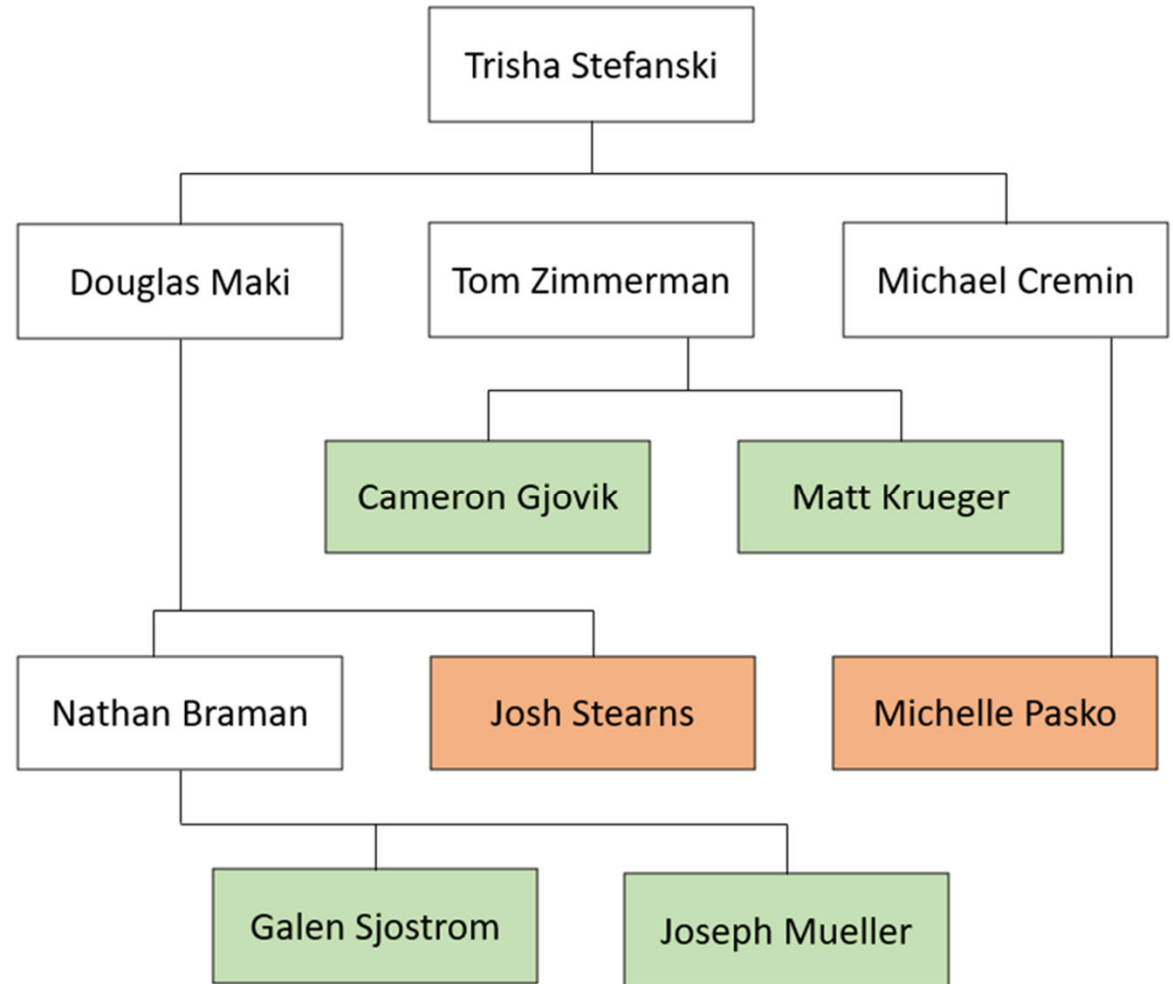 Trisha Stefanski
Douglas Maki
Tom Zimmerman
Michael Cremin
Cameron Gjovik
Matt Krueger
Nathan Braman
Josh Stearns
Michelle Pasko
Galen Sjostrom
Joseph Mueller